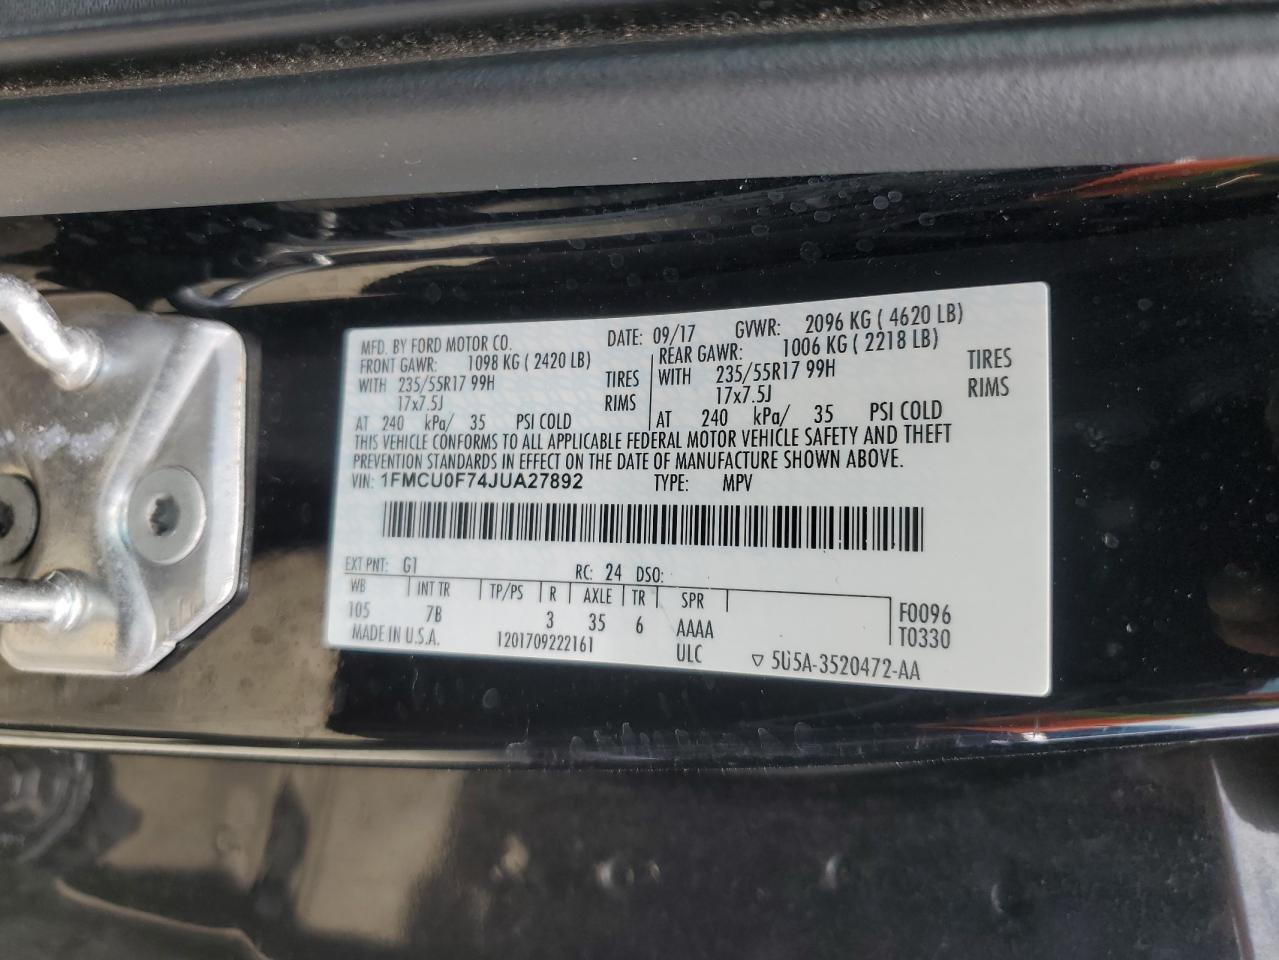 MFD. BY FORD MOTOR CO. DATE: 09/17 GVWR: 2096 KG ( 4620 LB)
FRONT GAWR: 1098 KG ( 2420 LB) REAR GAWR: 1006 KG ( 2218 LB)
WITH 235/55R17 99H TIRES WITH 235/55R17 99H TIRES
17x7.5J RIMS 17x7.5J RIMS
AT 240 kPa/ 35 PSI COLD AT 240 kPa/ 35 PSI COLD
THIS VEHICLE CONFORMS TO ALL APPLICABLE FEDERAL MOTOR VEHICLE SAFETY AND THEFT
PREVENTION STANDARDS IN EFFECT ON THE DATE OF MANUFACTURE SHOWN ABOVE.
VIN: 1FMCU0F74JUA27892 TYPE: MPV
EXT PNT: G1 RC: 24 DSO:
WB INT TR TP/PS R AXLE TR SPR
105 7B 3 35 6 AAAA F0096
MADE IN U.S.A. 1201709222161 ULC T0330
▽ 5U5A-3520472-AA